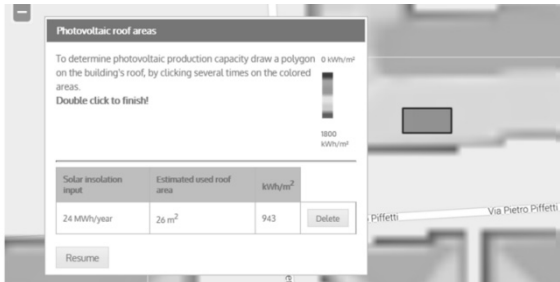 Photovoltaic roof areas
To determine photovoltaic production capacity draw a polygon
on the building's roof, by clicking several times on the colored
areas.
Double click to finish!
0 kWh/m²
1800
kWh/m²
Solar insolation
input
Estimated used roof
area
kWh/m²
24 MWh/year
26 m²
943
Delete
Resume
Piffetti
Via Pietro Piffetti